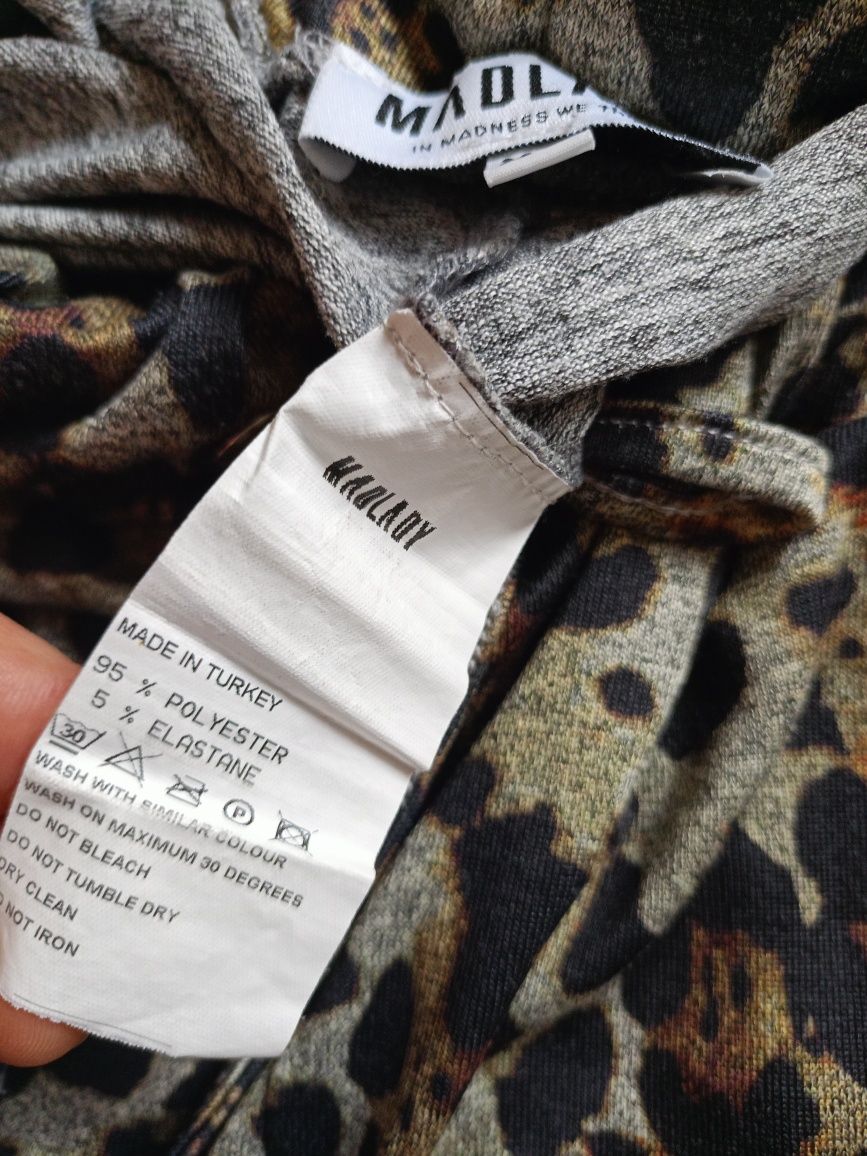 MADL
IN MADNESS WE
MADLADY
MADE IN TURKEY
95 % POLYESTER
5 % ELASTANE
30 P
WASH WITH SIMILAR COLOUR
WASH ON MAXIMUM 30 DEGREES
DO NOT BLEACH
DO NOT TUMBLE DRY
DRY CLEAN
NOT IRON